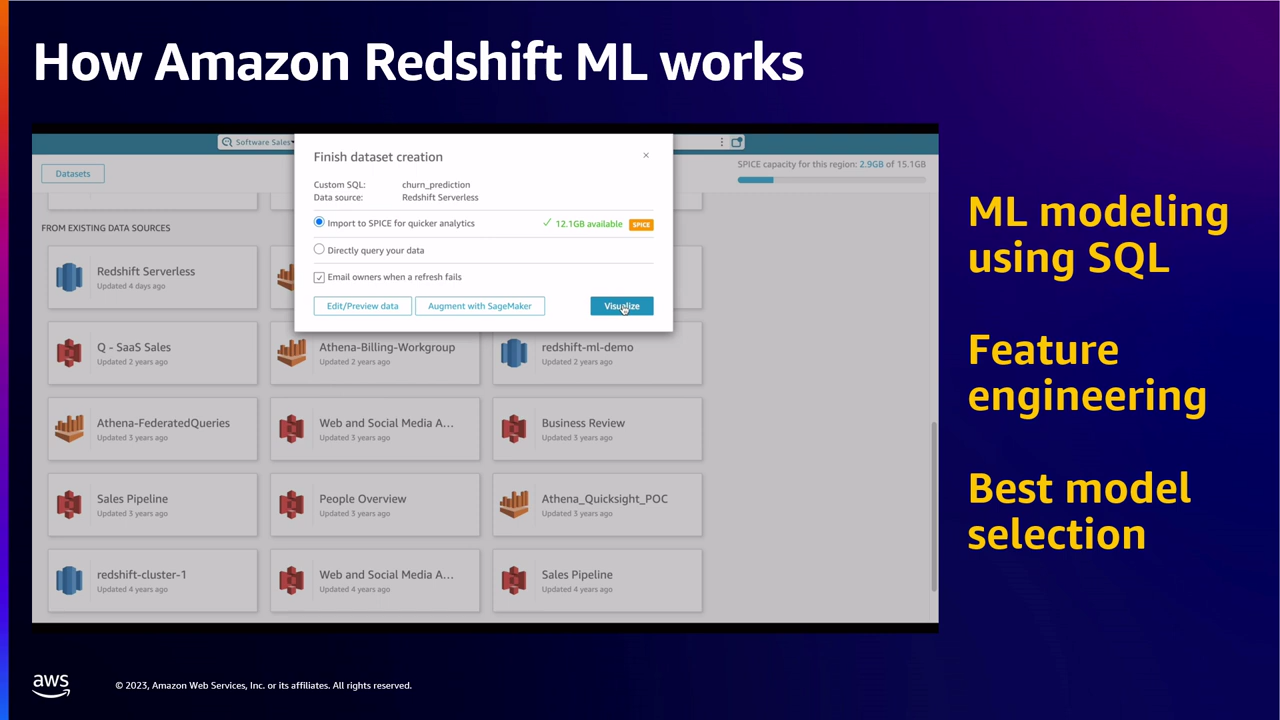 How Amazon Redshift ML works
Software Sales
Finish dataset creation
Custom SQL: churn_prediction
Data source: Redshift Serverless
Import to SPICE for quicker analytics
12.1GB available SPICE
Directly query your data
Email owners when a refresh fails
Edit/Preview data Augment with SageMaker Visualize
Datasets
SPICE capacity for this region: 2.9GB of 15.1GB
FROM EXISTING DATA SOURCES
Redshift Serverless
Updated 4 days ago
Q - SaaS Sales
Updated 2 years ago
Athena-Billing-Workgroup
Updated 2 years ago
redshift-ml-demo
Updated 2 years ago
Athena-FederatedQueries
Updated 3 years ago
Web and Social Media A...
Updated 3 years ago
Business Review
Updated 3 years ago
Sales Pipeline
Updated 3 years ago
People Overview
Updated 3 years ago
Athena_Quicksight_POC
Updated 3 years ago
redshift-cluster-1
Updated 4 years ago
Web and Social Media A...
Updated 4 years ago
Sales Pipeline
Updated 4 years ago
ML modeling
using SQL
Feature
engineering
Best model
selection
aws
© 2023, Amazon Web Services, Inc. or its affiliates. All rights reserved.